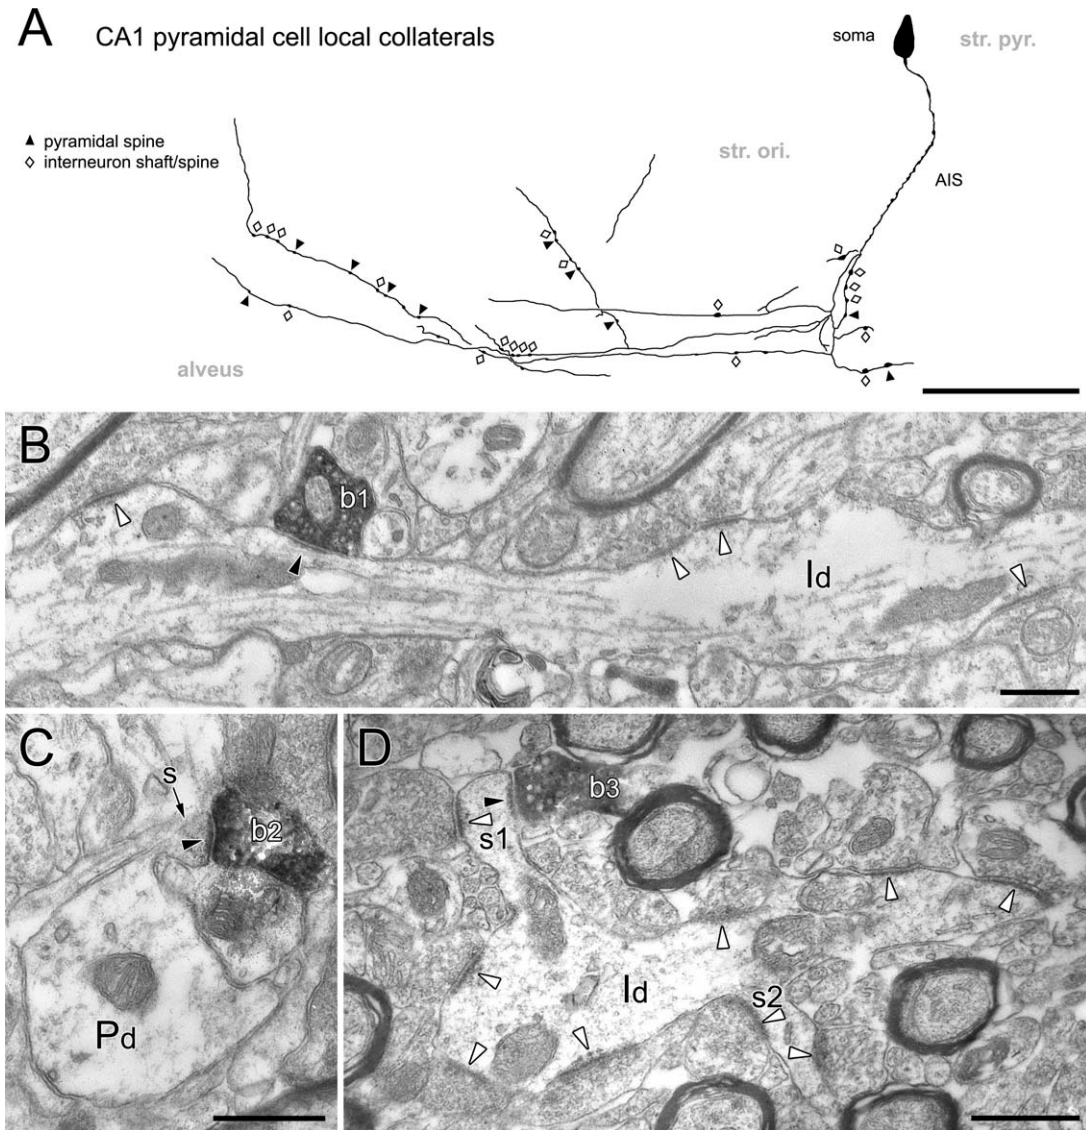 A
CA1 pyramidal cell local collaterals
soma
str. pyr.
▲ pyramidal spine
◇ interneuron shaft/spine
str. ori.
AIS
alveus
B
b1
Id
C
s
b2
Pd
D
b3
s1
Id
s2